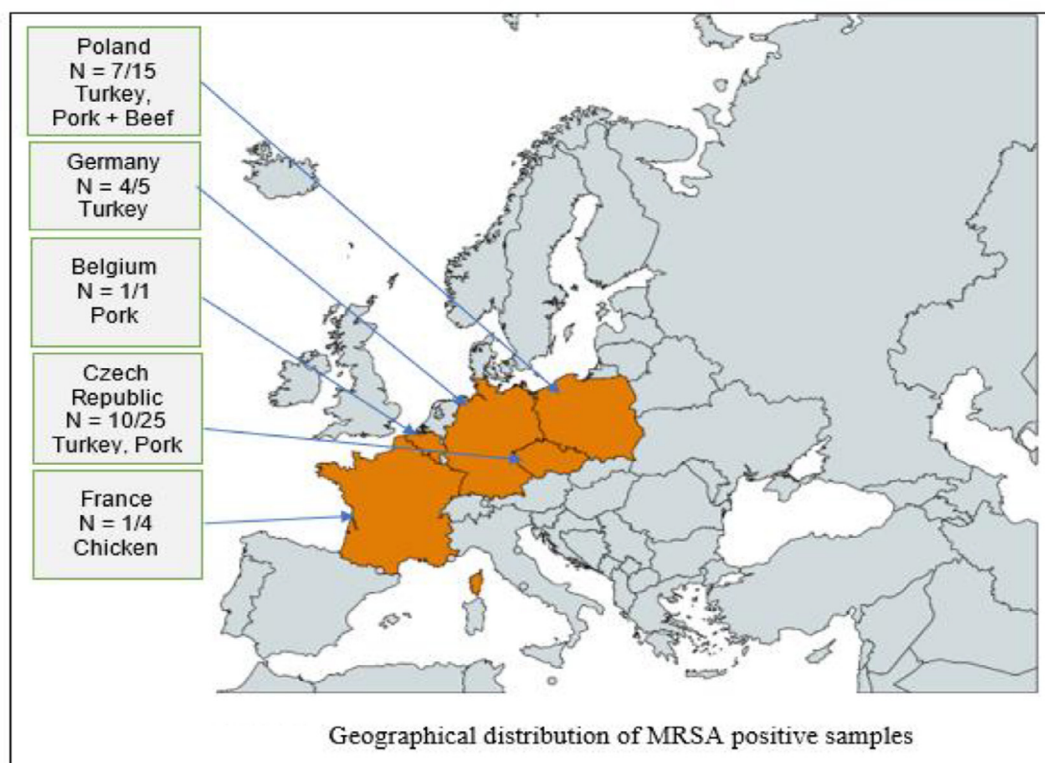 Poland
N = 7/15
Turkey,
Pork + Beef
Germany
N = 4/5
Turkey
Belgium
N = 1/1
Pork
Czech
Republic
N = 10/25
Turkey, Pork
France
N = 1/4
Chicken
Geographical distribution of MRSA positive samples